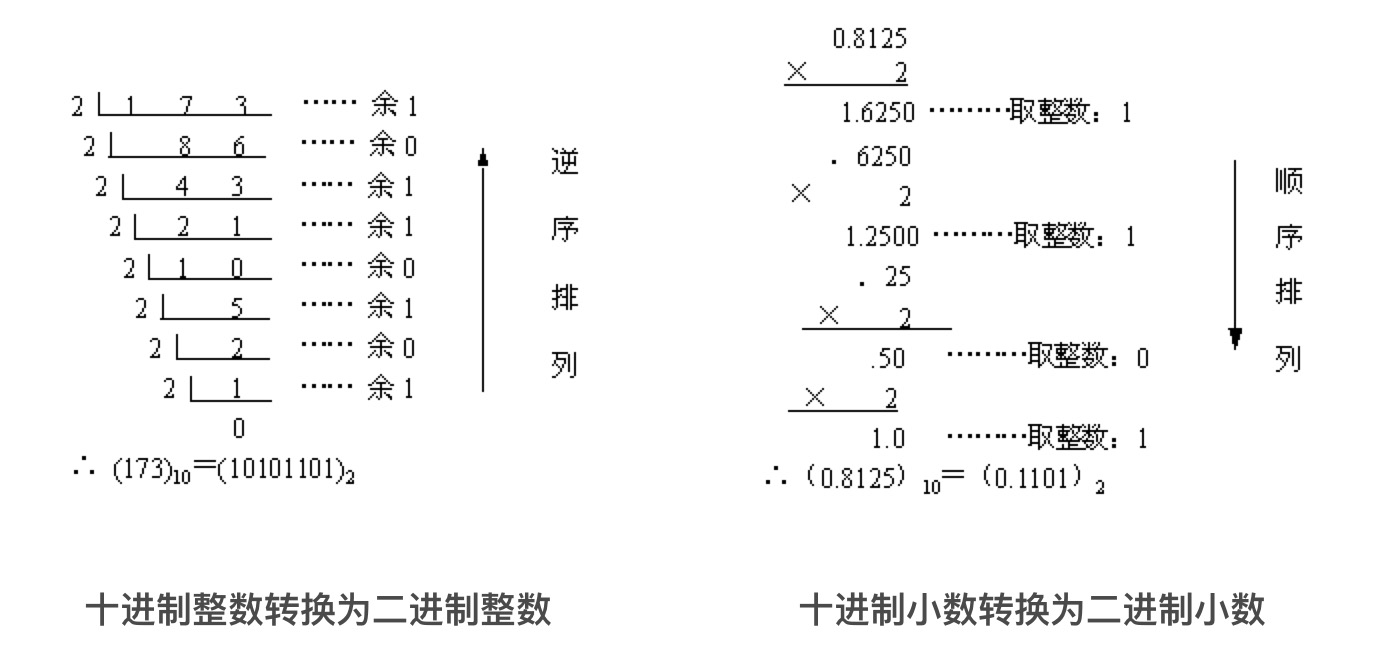 2 1 7 3 …… 余 1
2 8 6 …… 余 0
2 4 3 …… 余 1
2 2 1 …… 余 1
2 1 0 …… 余 0
2 5 …… 余 1
2 2 …… 余 0
2 1 …… 余 1
0
∴ (173)₁₀＝(10101101)₂
逆
序
排
列
十进制整数转换为二进制整数
0.8125
× 2
1.6250 ………取整数：1
. 6250
× 2
1.2500 ………取整数：1
. 25
× 2
.50 ………取整数：0
× 2
1.0 ………取整数：1
∴（0.8125）₁₀＝（0.1101）₂
顺
序
排
列
十进制小数转换为二进制小数